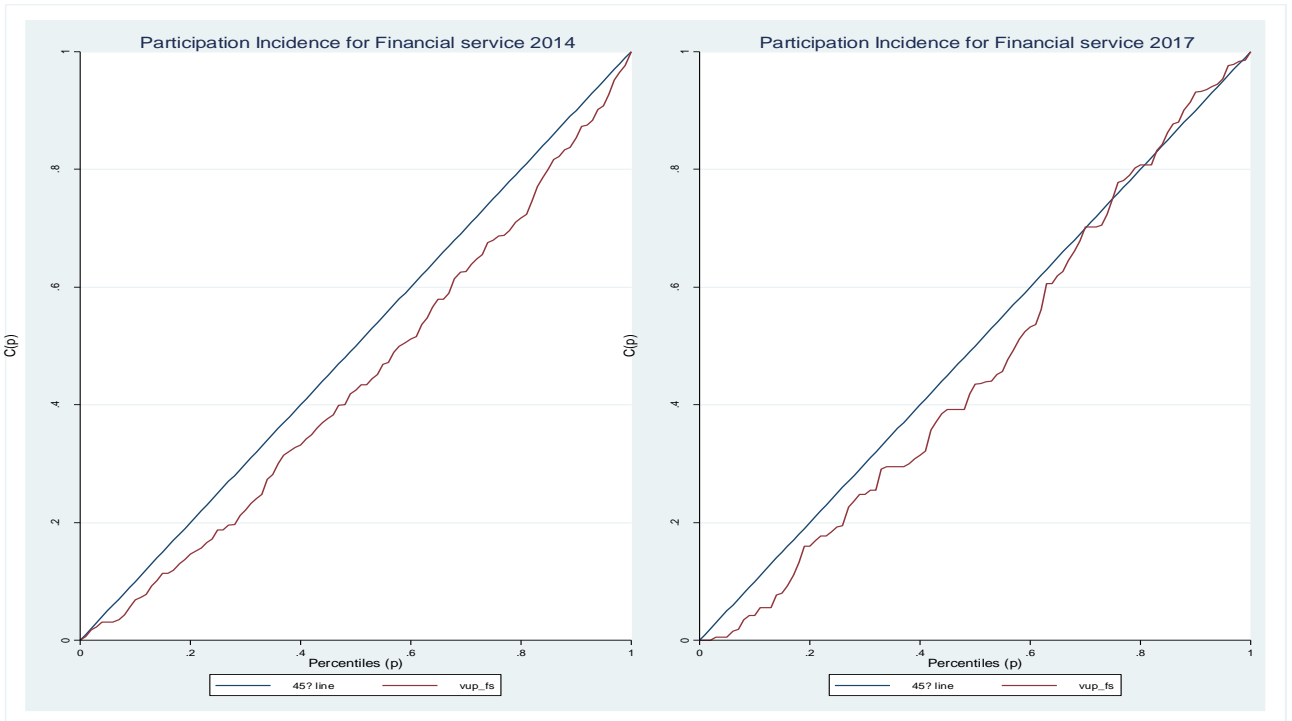 Participation Incidence for Financial service 2014
C(p)
1
.8
.6
.4
.2
0
0 .2 .4 .6 .8 1
Percentiles (p)
45? line vup_fs
Participation Incidence for Financial service 2017
C(p)
1
.8
.6
.4
.2
0
0 .2 .4 .6 .8 1
Percentiles (p)
45? line vup_fs